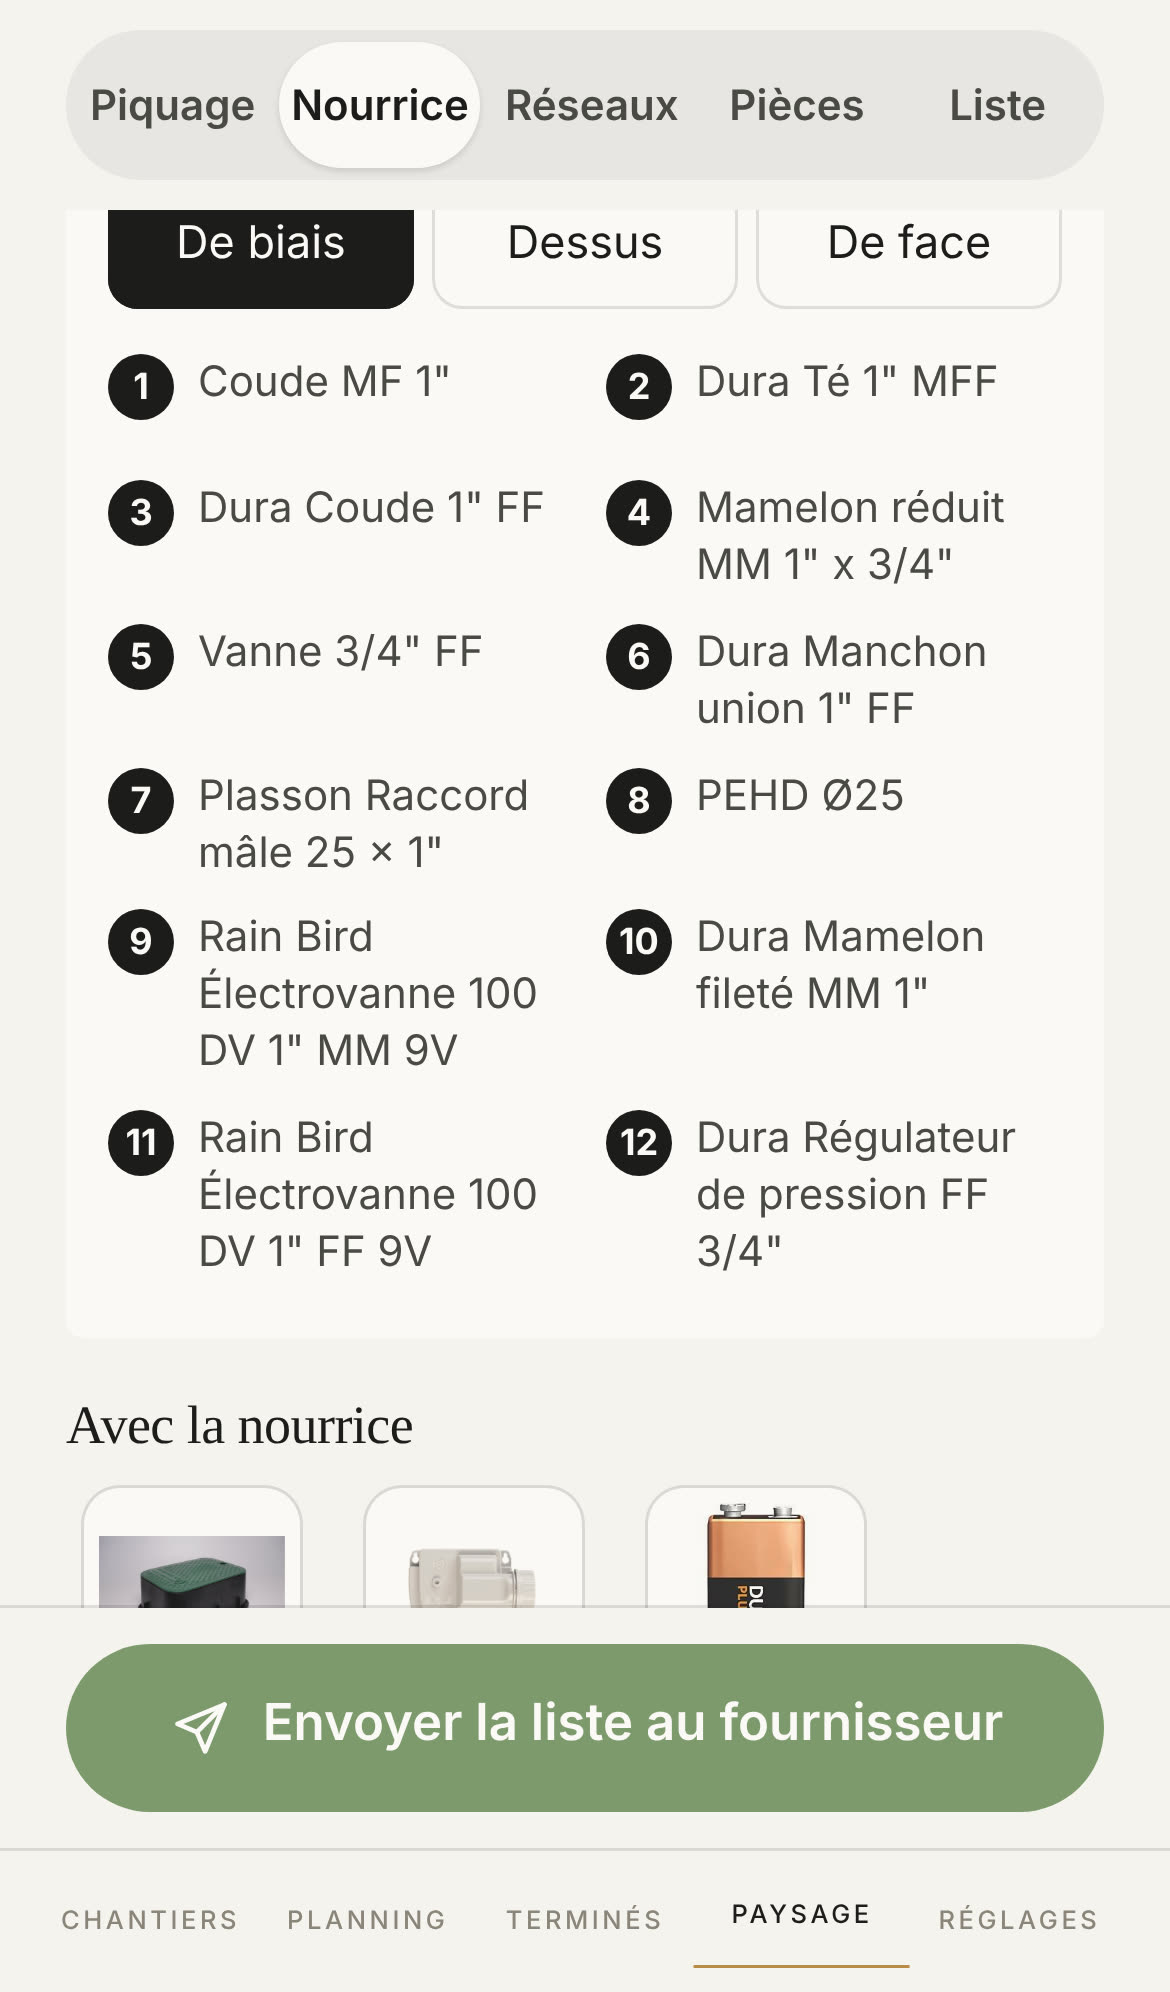 Piquage Nourrice Réseaux Pièces Liste
De biais Dessus De face
1 Coude MF 1"
2 Dura Té 1" MFF
3 Dura Coude 1" FF
4 Mamelon réduit
MM 1" x 3/4"
5 Vanne 3/4" FF
6 Dura Manchon
union 1" FF
7 Plasson Raccord
mâle 25 × 1"
8 PEHD Ø25
9 Rain Bird
Électrovanne 100
DV 1" MM 9V
10 Dura Mamelon
fileté MM 1"
11 Rain Bird
Électrovanne 100
DV 1" FF 9V
12 Dura Régulateur
de pression FF
3/4"
Avec la nourrice
DU
PLU
Envoyer la liste au fournisseur
CHANTIERS PLANNING TERMINÉS PAYSAGE RÉGLAGES